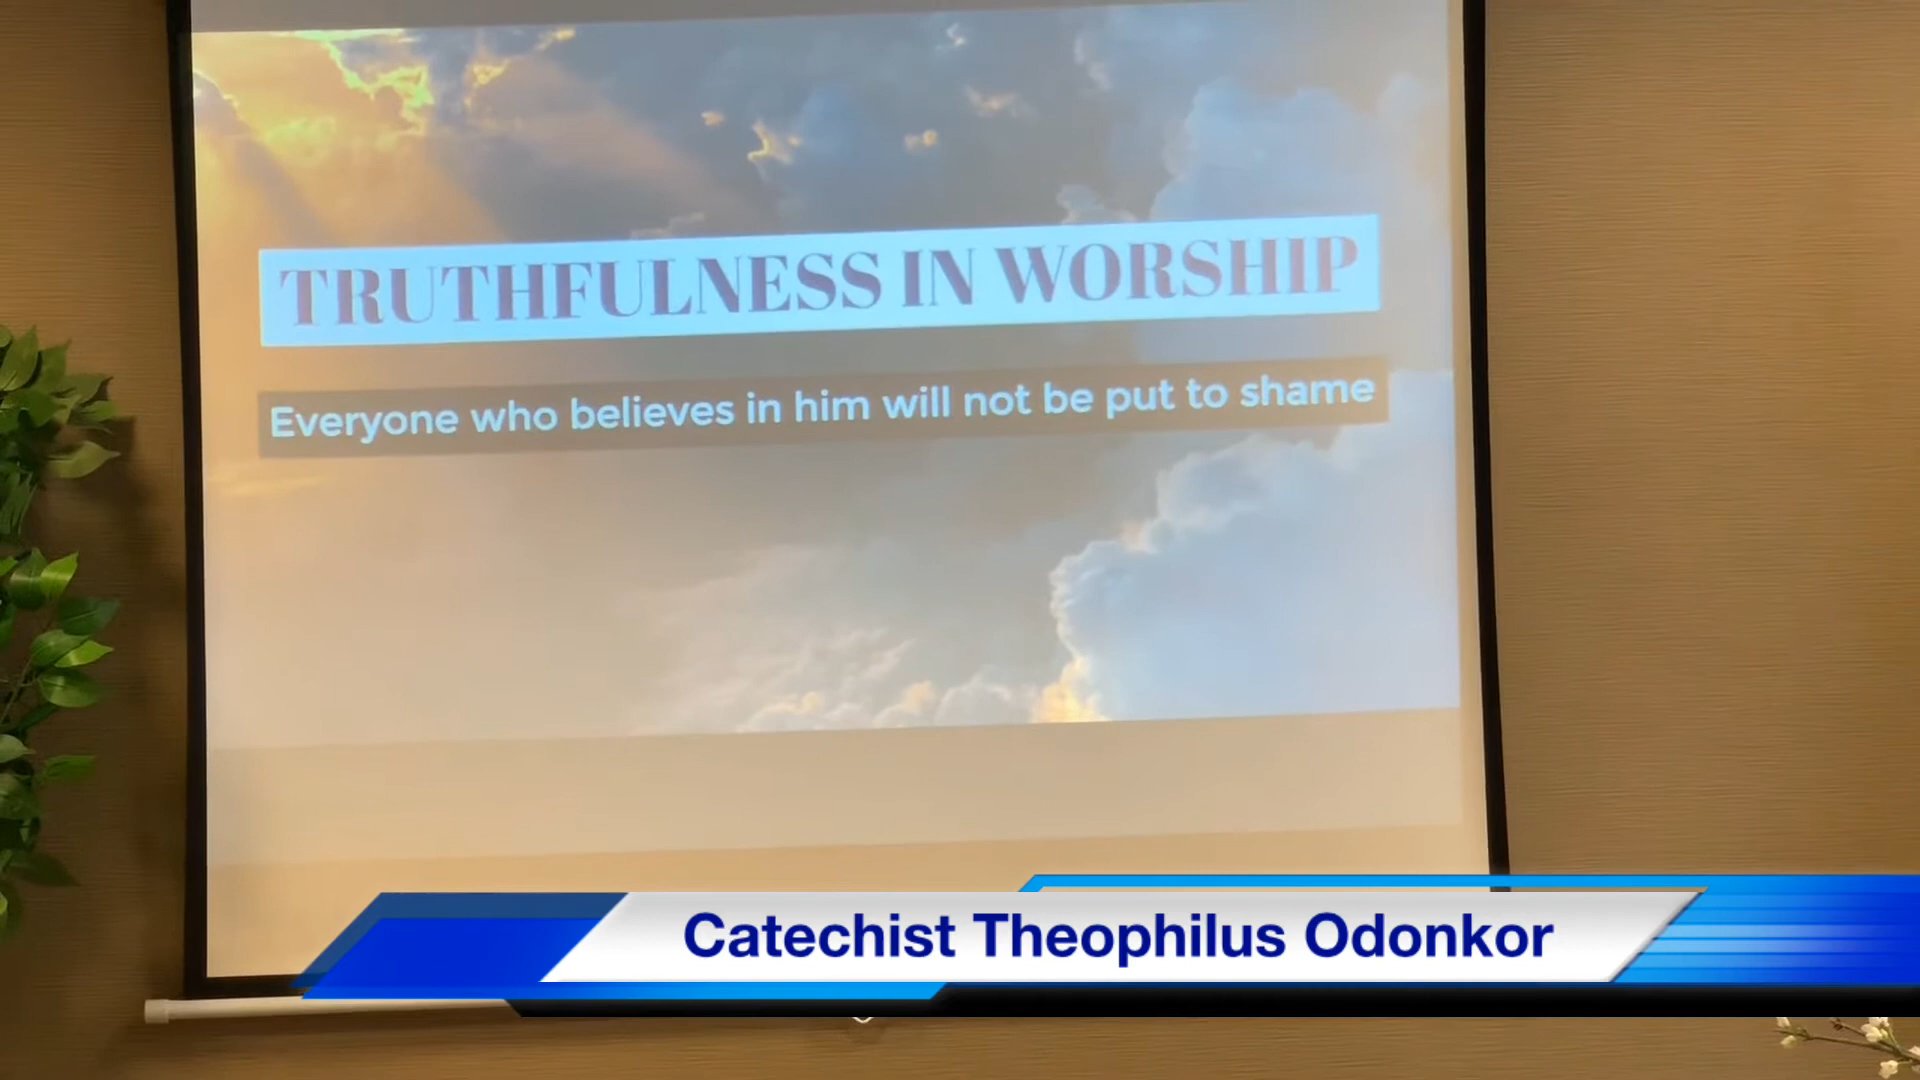 TRUTHFULNESS IN WORSHIP
Everyone who believes in him will not be put to shame
Catechist Theophilus Odonkor